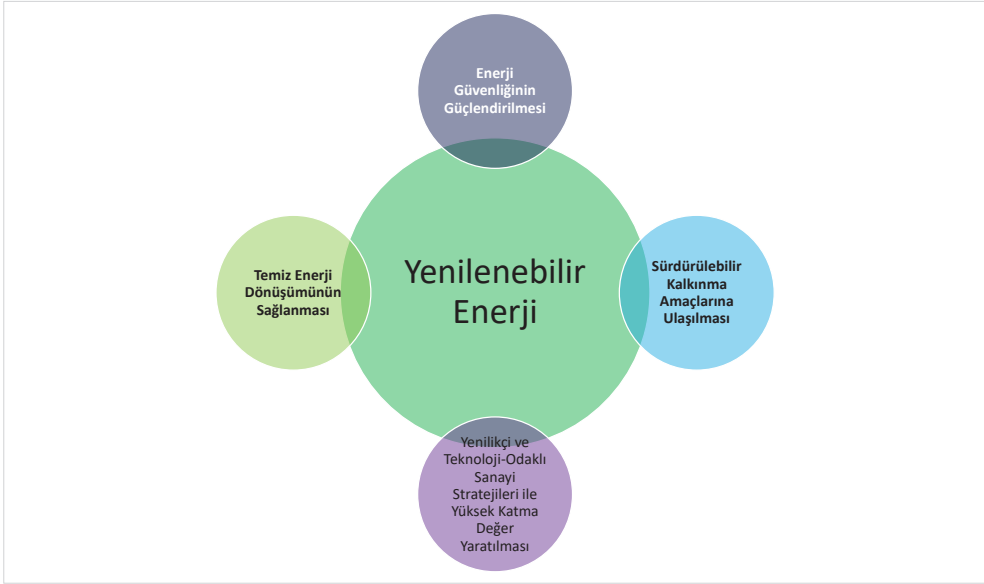 Enerji
Güvenliğinin
Güçlendirilmesi
Temiz Enerji
Dönüşümünün
Sağlanması
Yenilenebilir
Enerji
Sürdürülebilir
Kalkınma
Amaçlarına
Ulaşılması
Yenilikçi ve
Teknoloji-Odaklı
Sanayi
Stratejileri ile
Yüksek Katma
Değer
Yaratılması